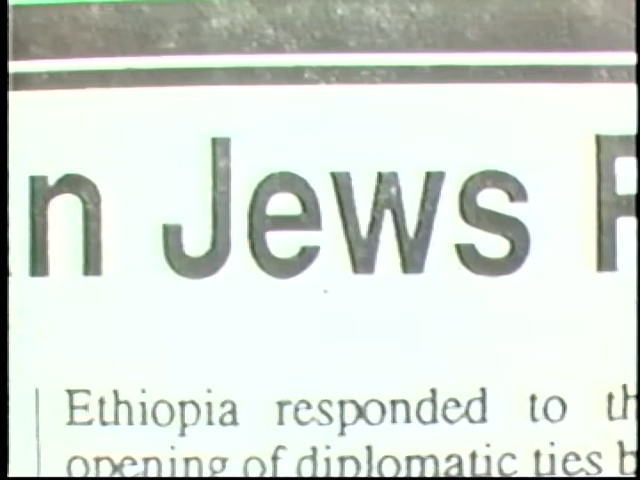 n Jews
Ethiopia responded to th
opening of diplomatic ties b